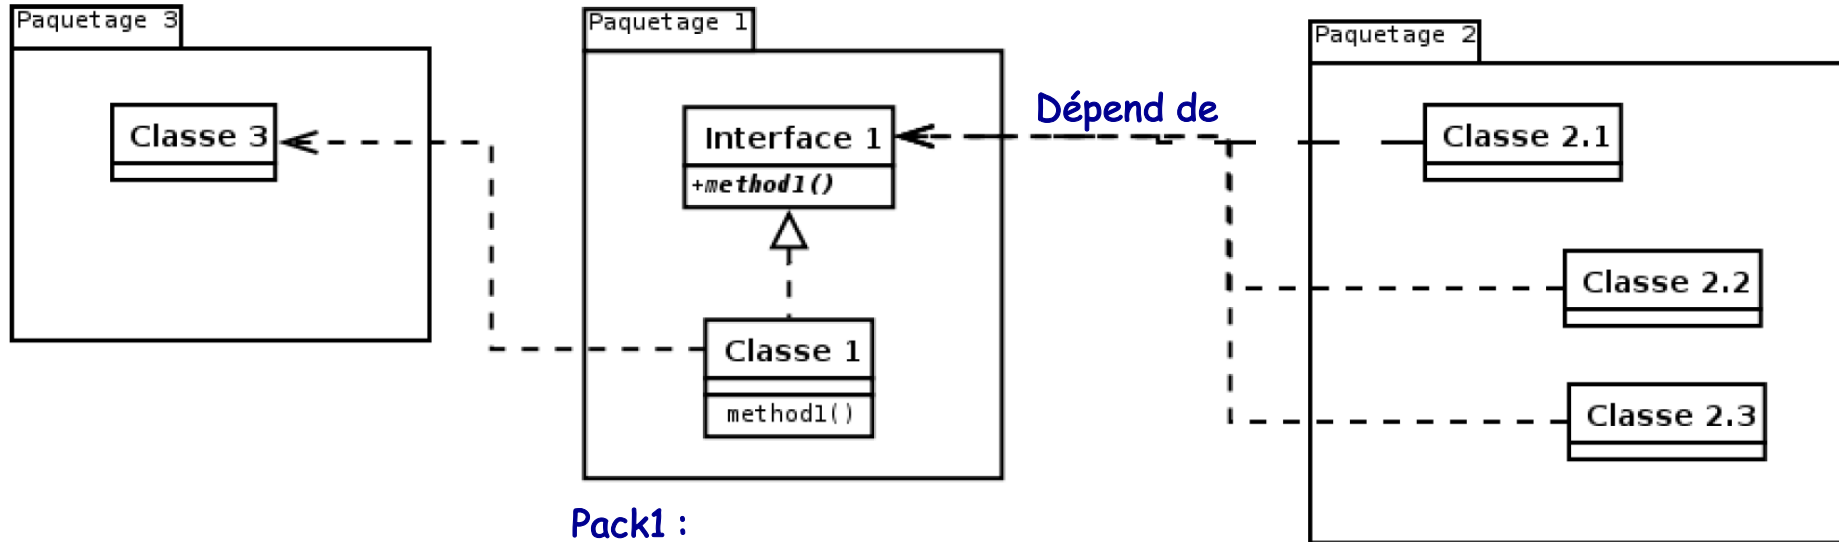 Paquetage 3
Classe 3
Paquetage 1
Interface 1
+method1()
Classe 1
method1()
Pack1 :
Dépend de
Paquetage 2
Classe 2.1
Classe 2.2
Classe 2.3